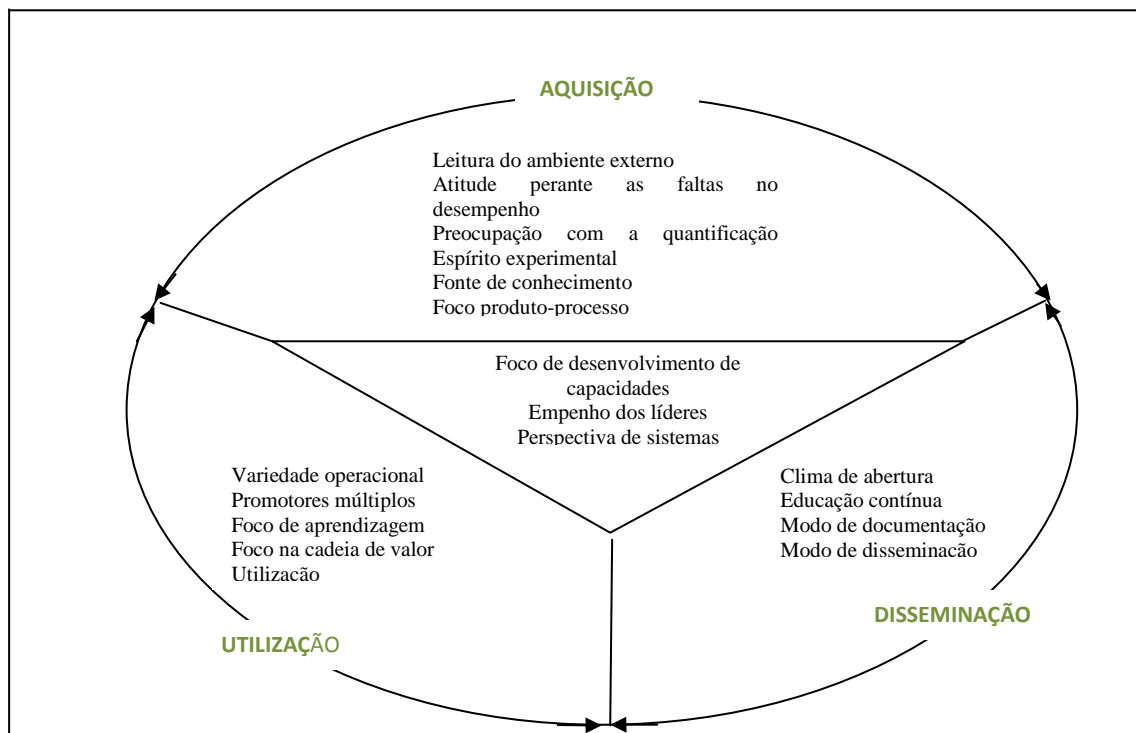 AQUISIÇÃO
Leitura do ambiente externo
Atitude perante as faltas no
desempenho
Preocupação com a quantificação
Espírito experimental
Fonte de conhecimento
Foco produto-processo
Foco de desenvolvimento de
capacidades
Empenho dos líderes
Perspectiva de sistemas
Variedade operacional
Promotores múltiplos
Foco de aprendizagem
Foco na cadeia de valor
Utilizacão
Clima de abertura
Educação contínua
Modo de documentação
Modo de disseminacão
UTILIZAÇÃO
DISSEMINAÇÃO